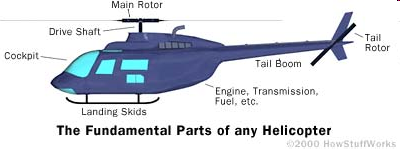 Main Rotor
Drive Shaft
Cockpit
Tail
Rotor
Tail Boom
Engine, Transmission,
Fuel, etc.
Landing Skids
The Fundamental Parts of any Helicopter
©2000 HowStuffWorks